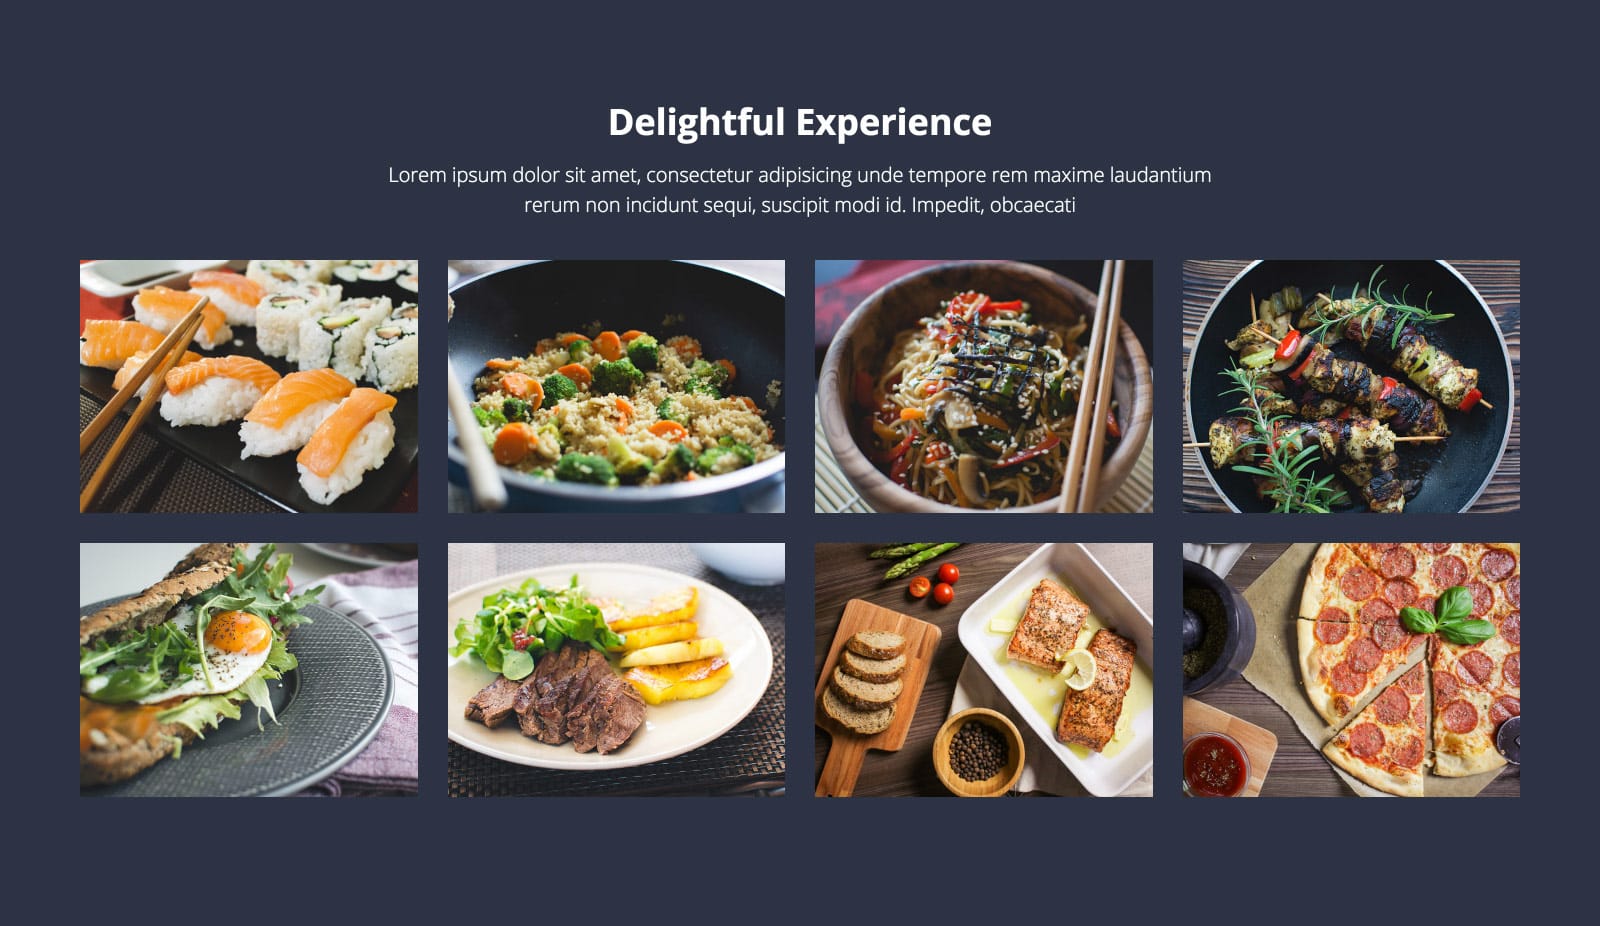 Delightful Experience
Lorem ipsum dolor sit amet, consectetur adipisicing unde tempore rem maxime laudantium
rerum non incidunt sequi, suscipit modi id. Impedit, obcaecati